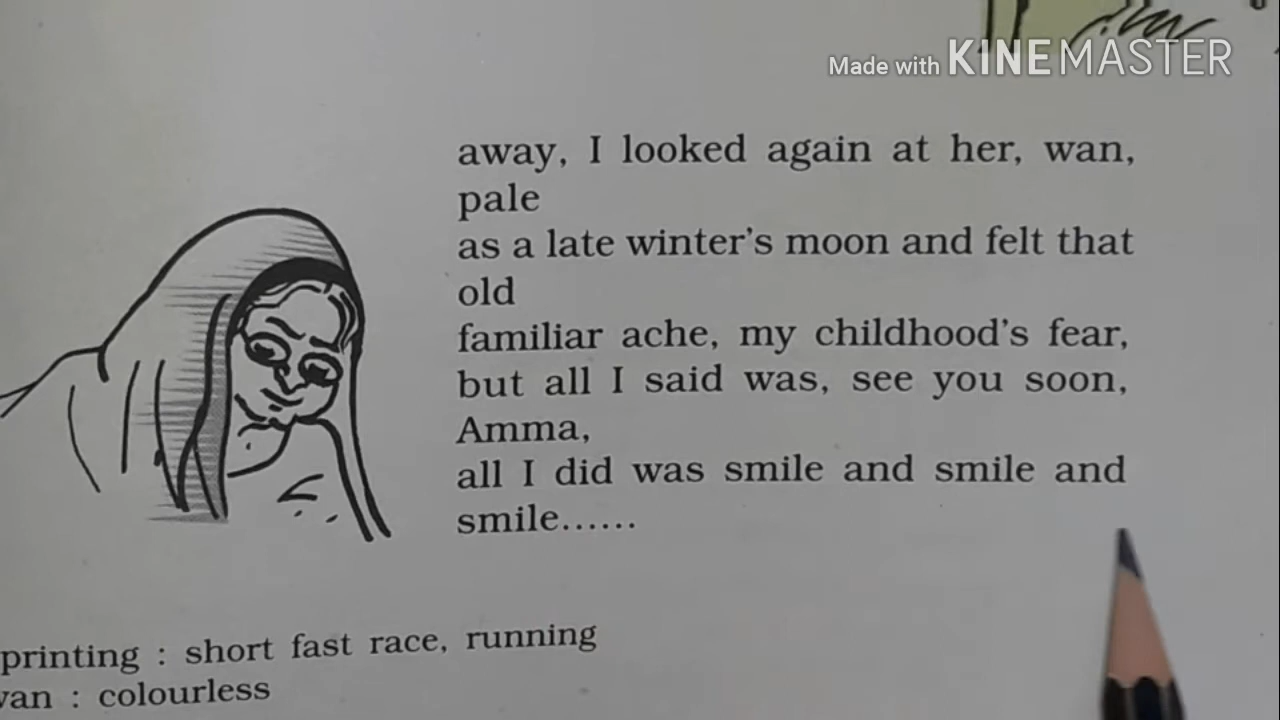 Made with KINEMASTER
away, I looked again at her, wan,
pale
as a late winter's moon and felt that
old
familiar ache, my childhood's fear,
but all I said was, see you soon,
Amma,
all I did was smile and smile and
smile......
printing : short fast race, running
wan : colourless